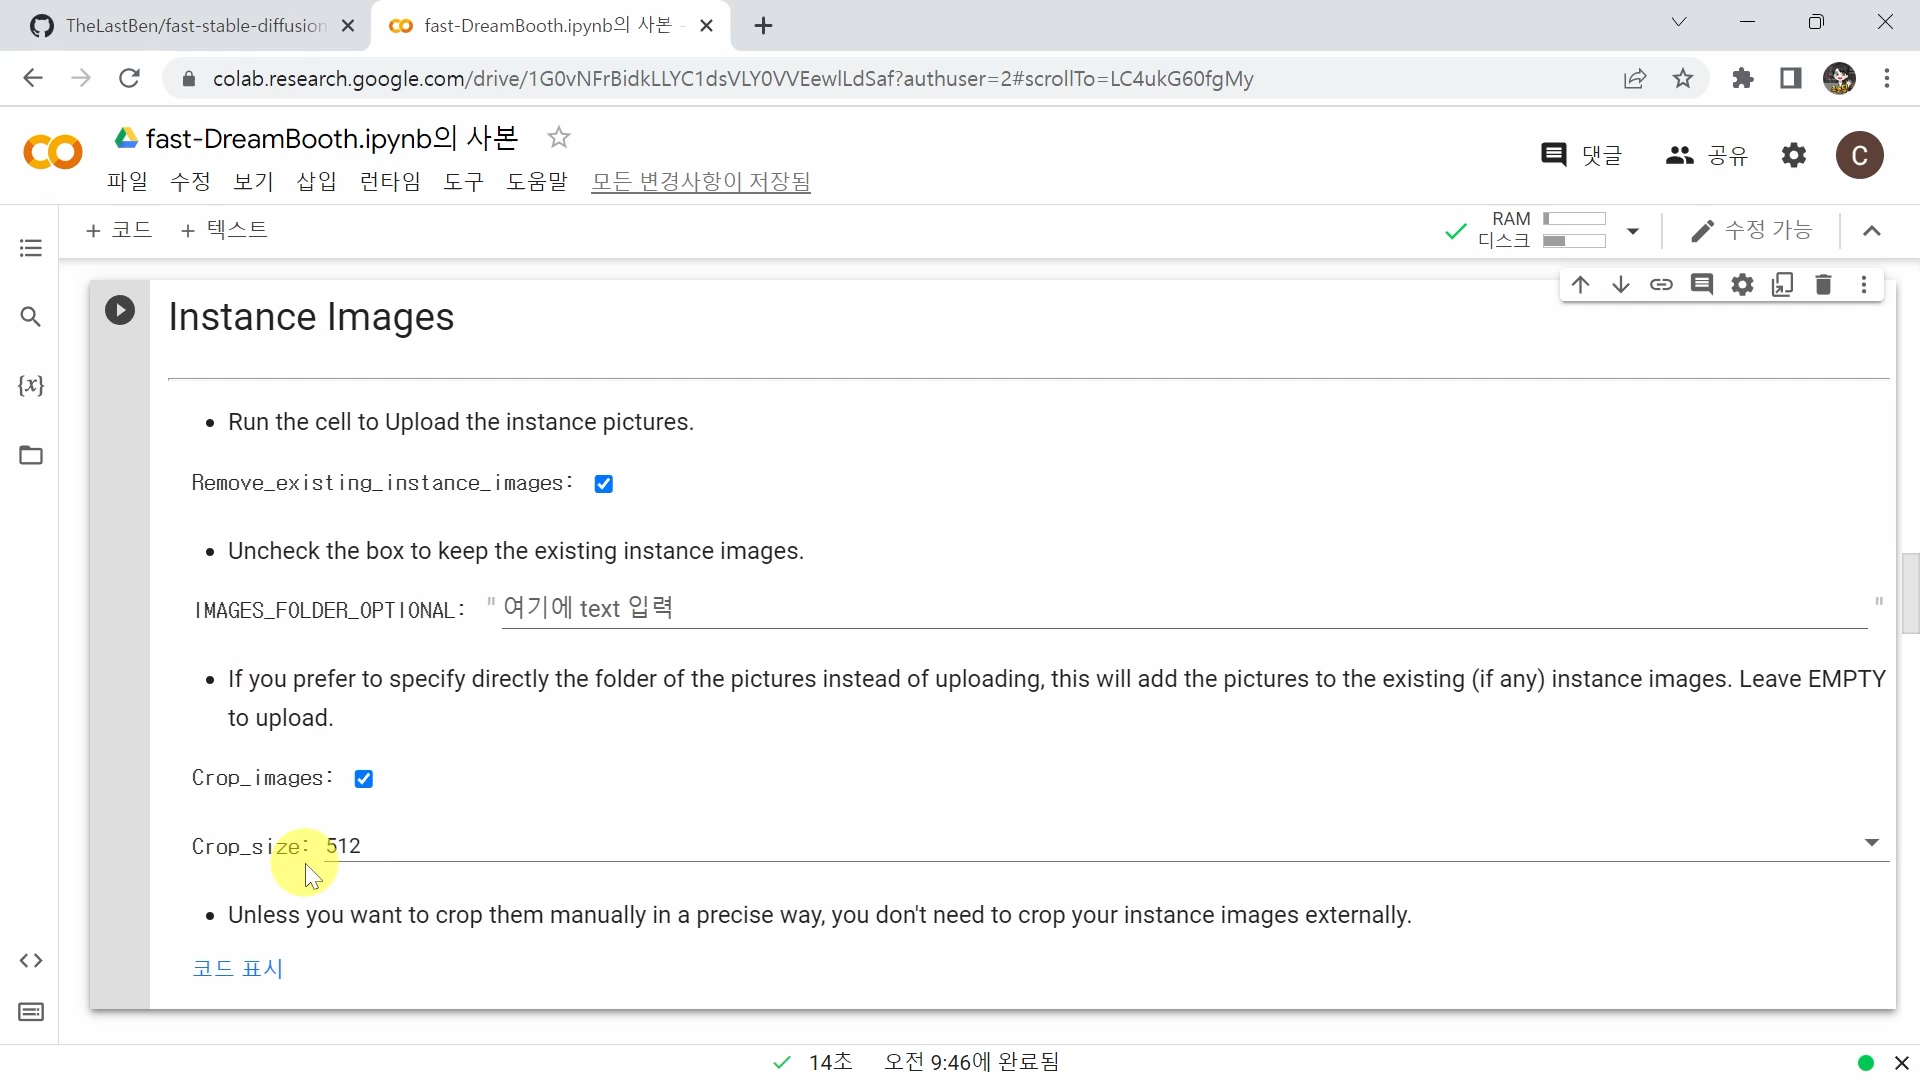 TheLastBen/fast-stable-diffusion
fast-DreamBooth.ipynb의 사본 -
colab.research.google.com/drive/1G0vNFrBidkLLYC1dsVLY0VVEewlLdSaf?authuser=2#scrollTo=LC4ukG60fgMy
fast-DreamBooth.ipynb의 사본
댓글
공유
C
파일 수정 보기 삽입 런타임 도구 도움말 모든 변경사항이 저장됨
+ 코드 + 텍스트
RAM
디스크
수정 가능
{x}
Instance Images
• Run the cell to Upload the instance pictures.
Remove_existing_instance_images:
• Uncheck the box to keep the existing instance images.
IMAGES_FOLDER_OPTIONAL: " 여기에 text 입력 "
• If you prefer to specify directly the folder of the pictures instead of uploading, this will add the pictures to the existing (if any) instance images. Leave EMPTY
to upload.
Crop_images:
Crop_size: 512
• Unless you want to crop them manually in a precise way, you don't need to crop your instance images externally.
코드 표시
14초 오전 9:46에 완료됨